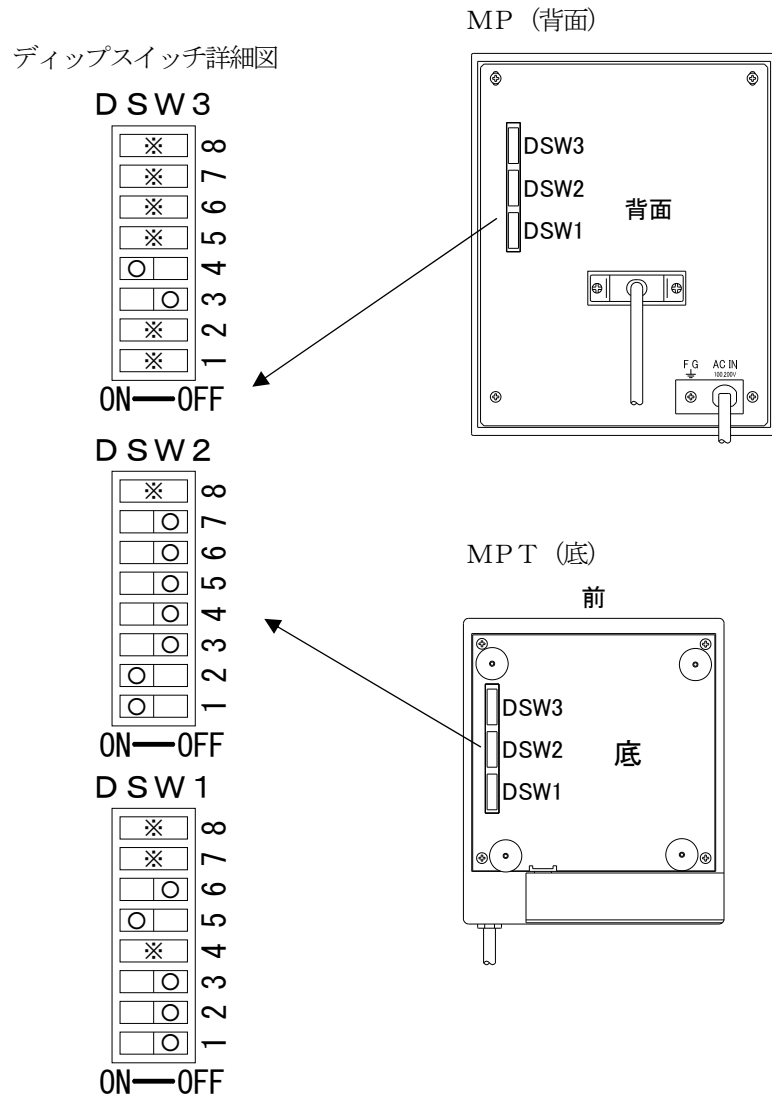 ディップスイッチ詳細図
DSW3
※ 8
※ 7
※ 6
※ 5
4
3
※ 2
※ 1
ON―OFF
DSW2
※ 8
7
6
5
4
3
2
1
ON―OFF
DSW1
※ 8
※ 7
6
5
※ 4
3
2
1
ON―OFF
MP (背面)
DSW3
DSW2
DSW1
背面
FG AC IN
100,200V
MPT (底)
前
DSW3
DSW2
DSW1
底